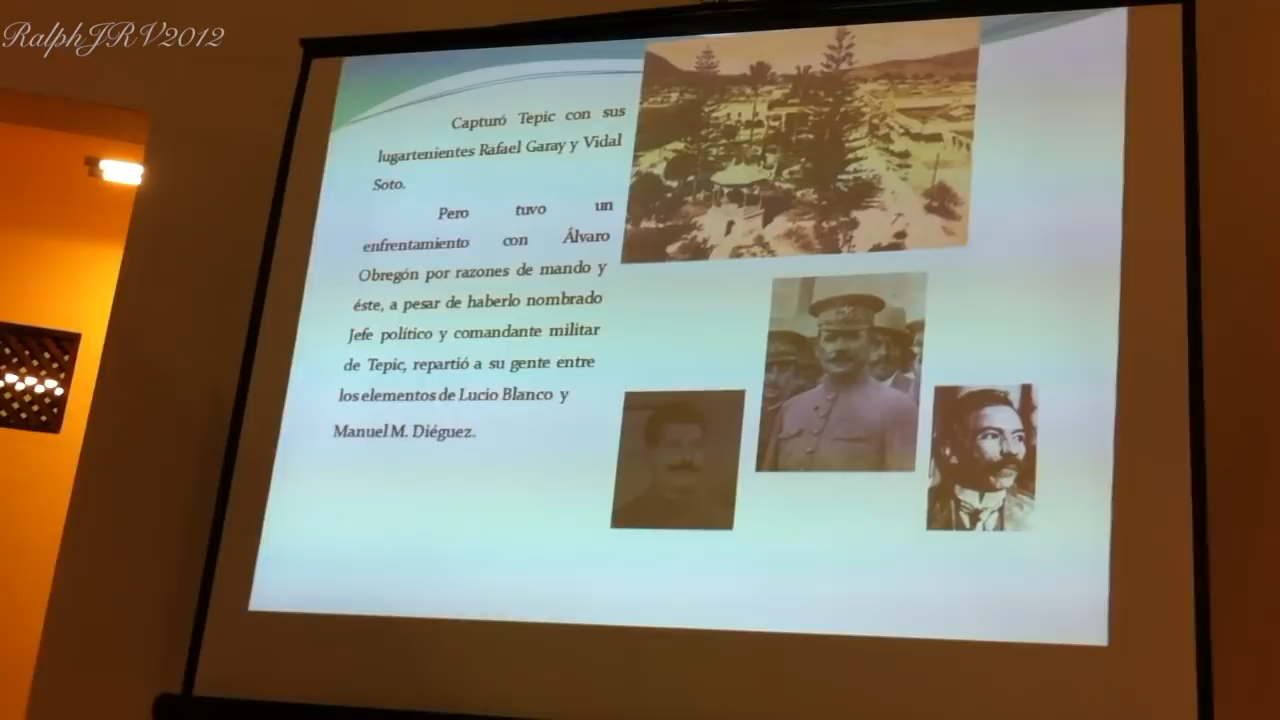 RalphJRV2012
Capturó Tepic con sus
lugartenientes Rafael Garay y Vidal
Soto.
Pero tuvo un
enfrentamiento con Álvaro
Obregón por razones de mando y
éste, a pesar de haberlo nombrado
Jefe político y comandante militar
de Tepic, repartió a su gente entre
los elementos de Lucio Blanco y
Manuel M. Diéguez.